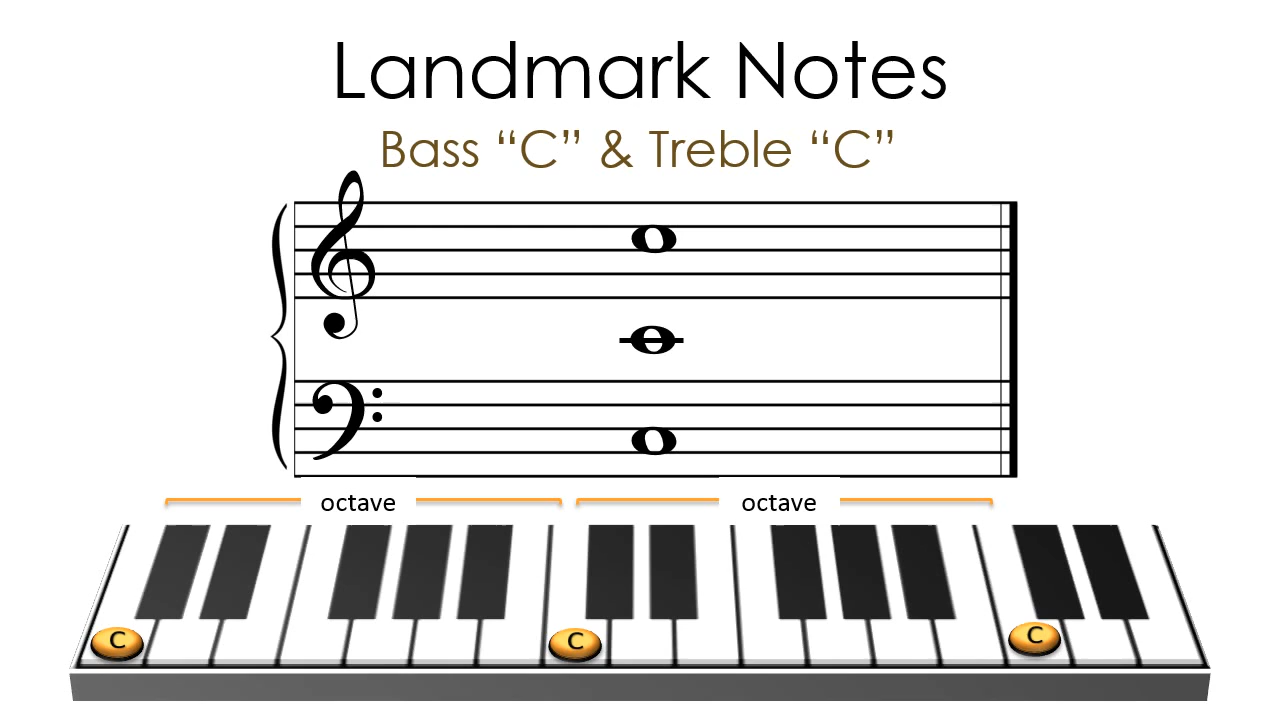 Landmark Notes
Bass “C” & Treble “C”
octave octave
C C C